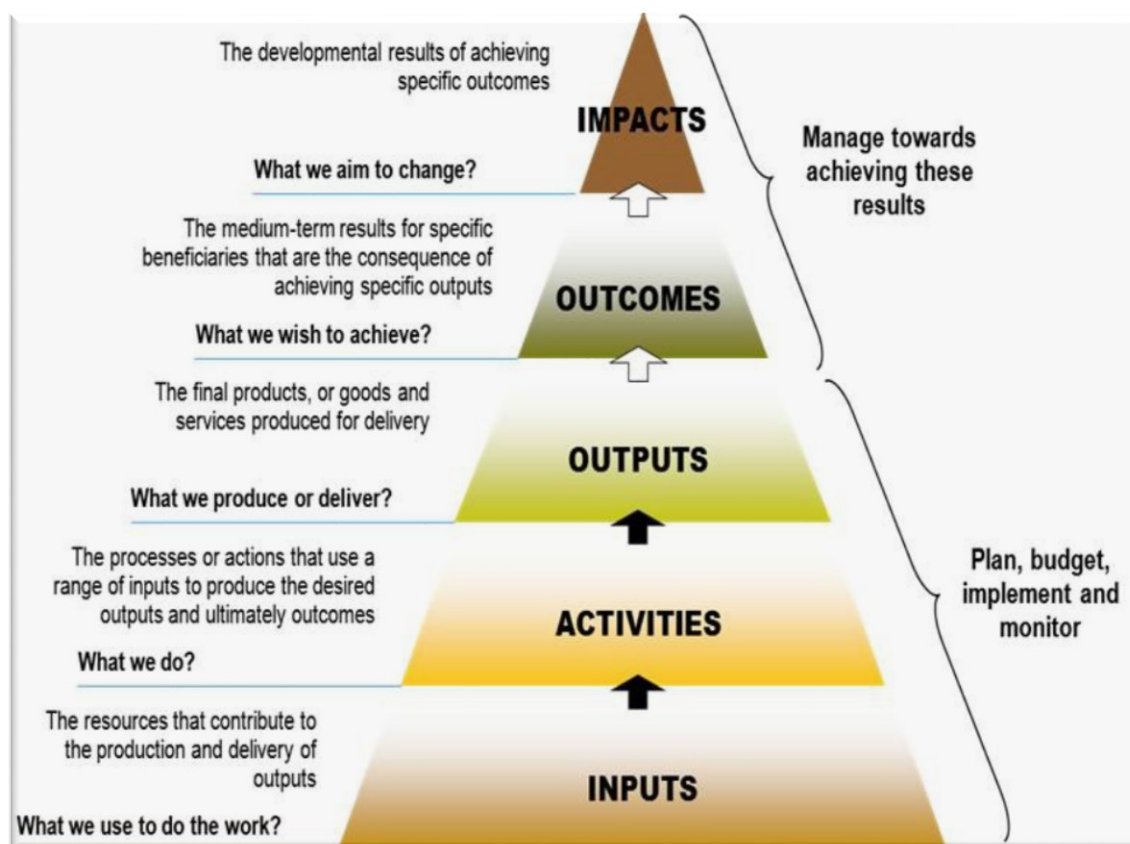 The developmental results of achieving
specific outcomes
IMPACTS
What we aim to change?
Manage towards
achieving these
results
The medium-term results for specific
beneficiaries that are the consequence of
achieving specific outputs
OUTCOMES
What we wish to achieve?
The final products, or goods and
services produced for delivery
OUTPUTS
What we produce or deliver?
The processes or actions that use a
range of inputs to produce the desired
outputs and ultimately outcomes
ACTIVITIES
What we do?
Plan, budget,
implement and
monitor
The resources that contribute to
the production and delivery of
outputs
INPUTS
What we use to do the work?